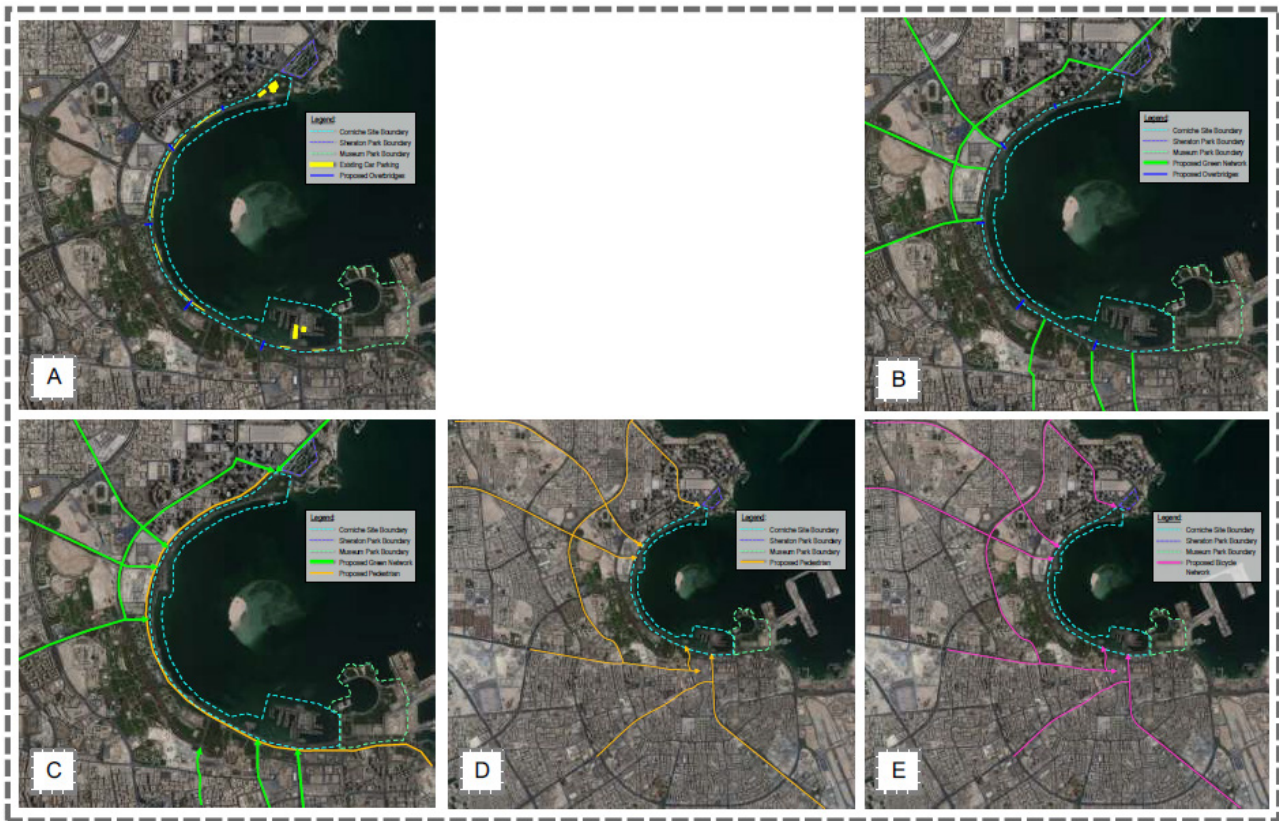 Legend:
Corniche Site Boundary
Sheraton Park Boundary
Museum Park Boundary
Existing Car Parking
Proposed Overbridges
A
Legend:
Corniche Site Boundary
Sheraton Park Boundary
Museum Park Boundary
Proposed Green Network
Proposed Overbridges
B
Legend:
Corniche Site Boundary
Sheraton Park Boundary
Museum Park Boundary
Proposed Green Network
Proposed Pedestrian
C
Legend:
Corniche Site Boundary
Sheraton Park Boundary
Museum Park Boundary
Proposed Pedestrian
D
Legend:
Corniche Site Boundary
Sheraton Park Boundary
Museum Park Boundary
Proposed Bicycle
Network
E